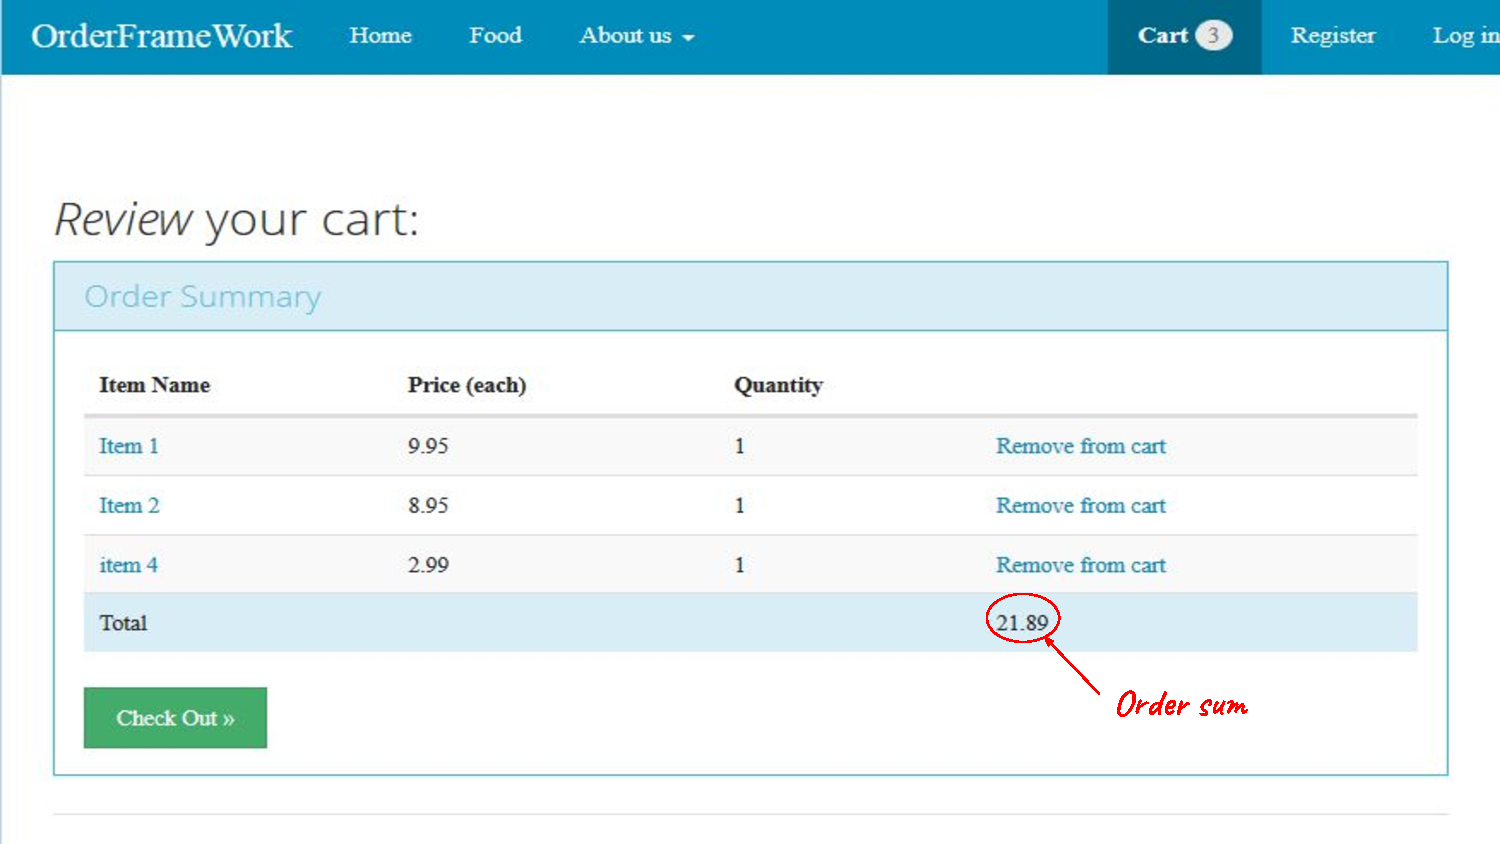 OrderFrameWork Home Food About us Cart 3 Register Log in
Review your cart:
Order Summary
Item Name Price (each) Quantity
Item 1 9.95 1 Remove from cart
Item 2 8.95 1 Remove from cart
item 4 2.99 1 Remove from cart
Total 21.89
Order sum
Check Out »